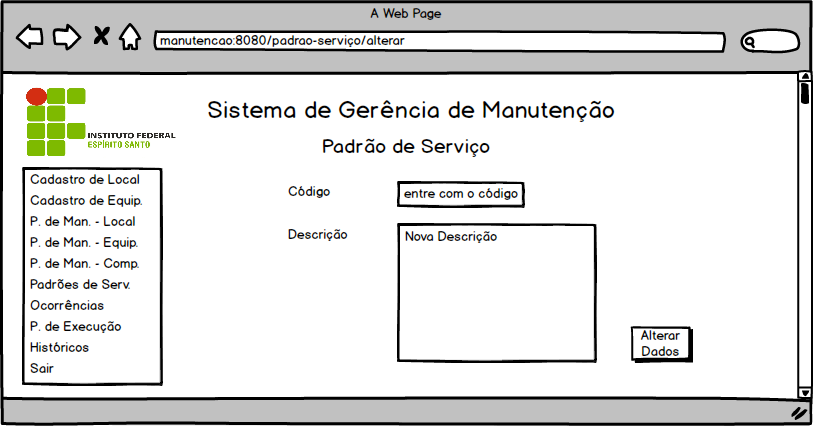 A Web Page
manutencao:8080/padrao-serviço/alterar
INSTITUTO FEDERAL
ESPÍRITO SANTO
Sistema de Gerência de Manutenção
Padrão de Serviço
Cadastro de Local
Cadastro de Equip.
P. de Man. - Local
P. de Man. - Equip.
P. de Man. - Comp.
Padrões de Serv.
Ocorrências
P. de Execução
Históricos
Sair
Código
entre com o código
Descrição
Nova Descrição
Alterar
Dados